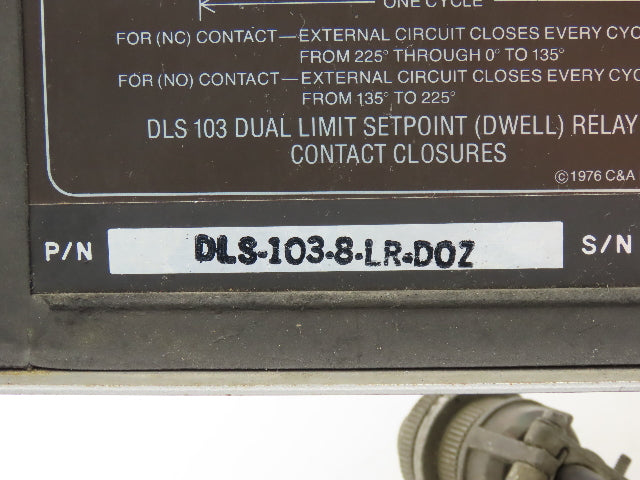 ONE CYCLE
FOR (NC) CONTACT—EXTERNAL CIRCUIT CLOSES EVERY CYC
FROM 225° THROUGH 0° TO 135°
FOR (NO) CONTACT—EXTERNAL CIRCUIT CLOSES EVERY CY
FROM 135° TO 225°
DLS 103 DUAL LIMIT SETPOINT (DWELL) RELAY
CONTACT CLOSURES
©1976 C&A
P/N DLS-103-8-LR-DOZ S/N